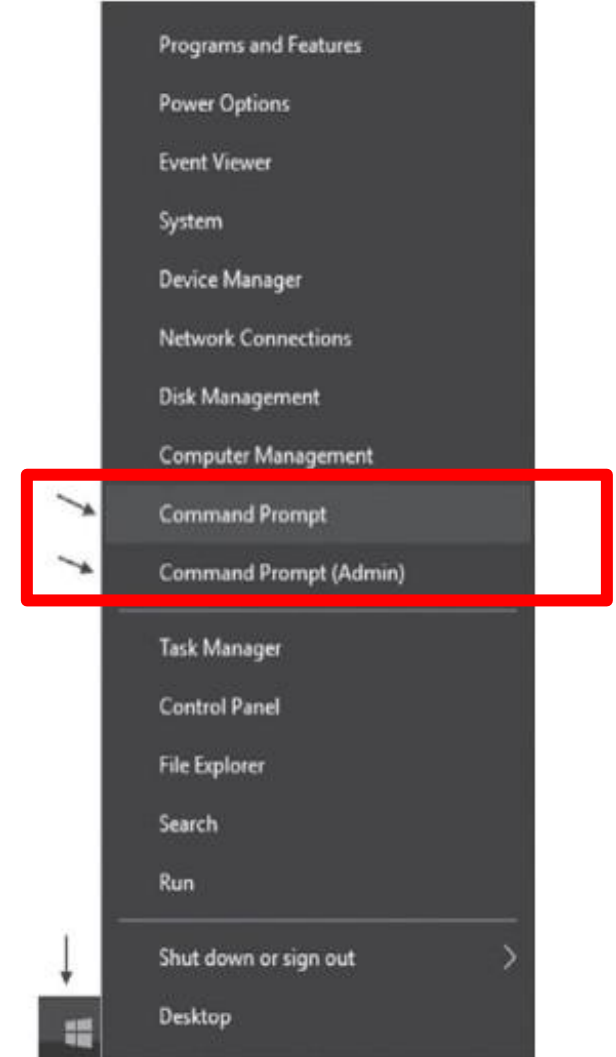 Programs and Features
Power Options
Event Viewer
System
Device Manager
Network Connections
Disk Management
Computer Management
Command Prompt
Command Prompt (Admin)
Task Manager
Control Panel
File Explorer
Search
Run
Shut down or sign out
Desktop